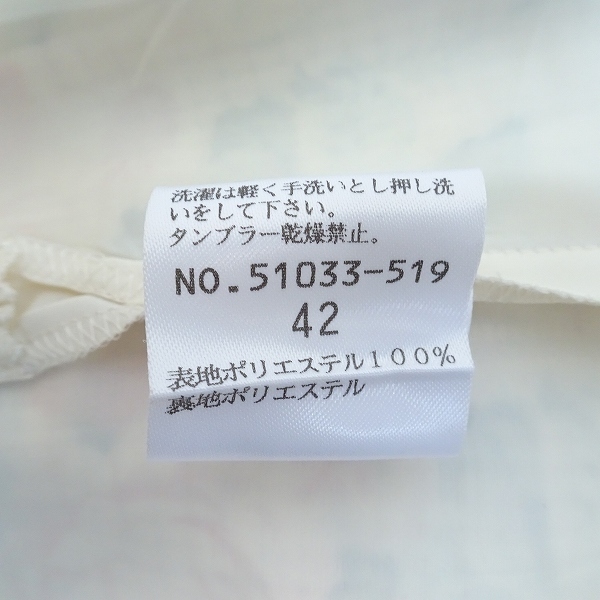 洗濯は軽く手洗いとし押し洗
いをして下さい。
タンブラー乾燥禁止。
NO.51033-519
42
表地ポリエステル１００％
裏地ポリエステル